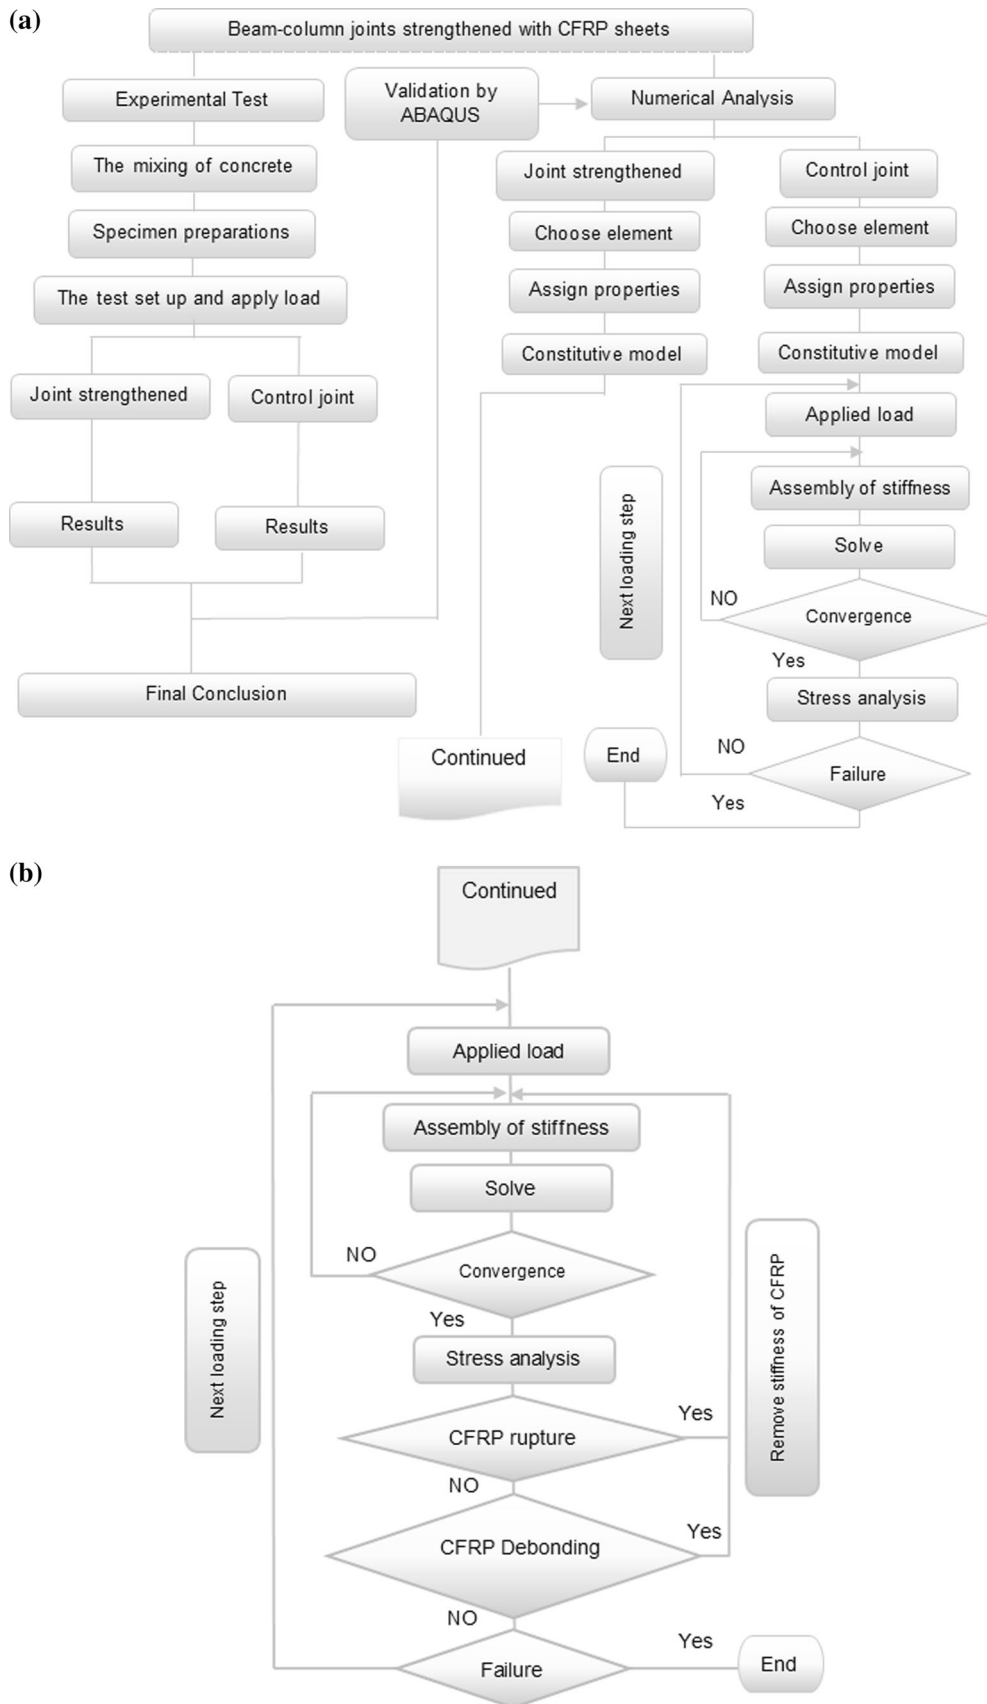 (a)
Beam-column joints strengthened with CFRP sheets
Experimental Test
Validation by
ABAQUS
Numerical Analysis
The mixing of concrete
Specimen preparations
The test set up and apply load
Joint strengthened
Control joint
Results
Results
Final Conclusion
Joint strengthened
Choose element
Assign properties
Constitutive model
Continued
Control joint
Choose element
Assign properties
Constitutive model
Applied load
Assembly of stiffness
Solve
NO
Convergence
Yes
Stress analysis
NO
Failure
Yes
End
Next loading step
(b)
Continued
Applied load
Assembly of stiffness
Solve
NO
Convergence
Yes
Stress analysis
Yes
CFRP rupture
NO
Yes
CFRP Debonding
NO
Yes
Failure
End
Next loading step
Remove stiffness of CFRP